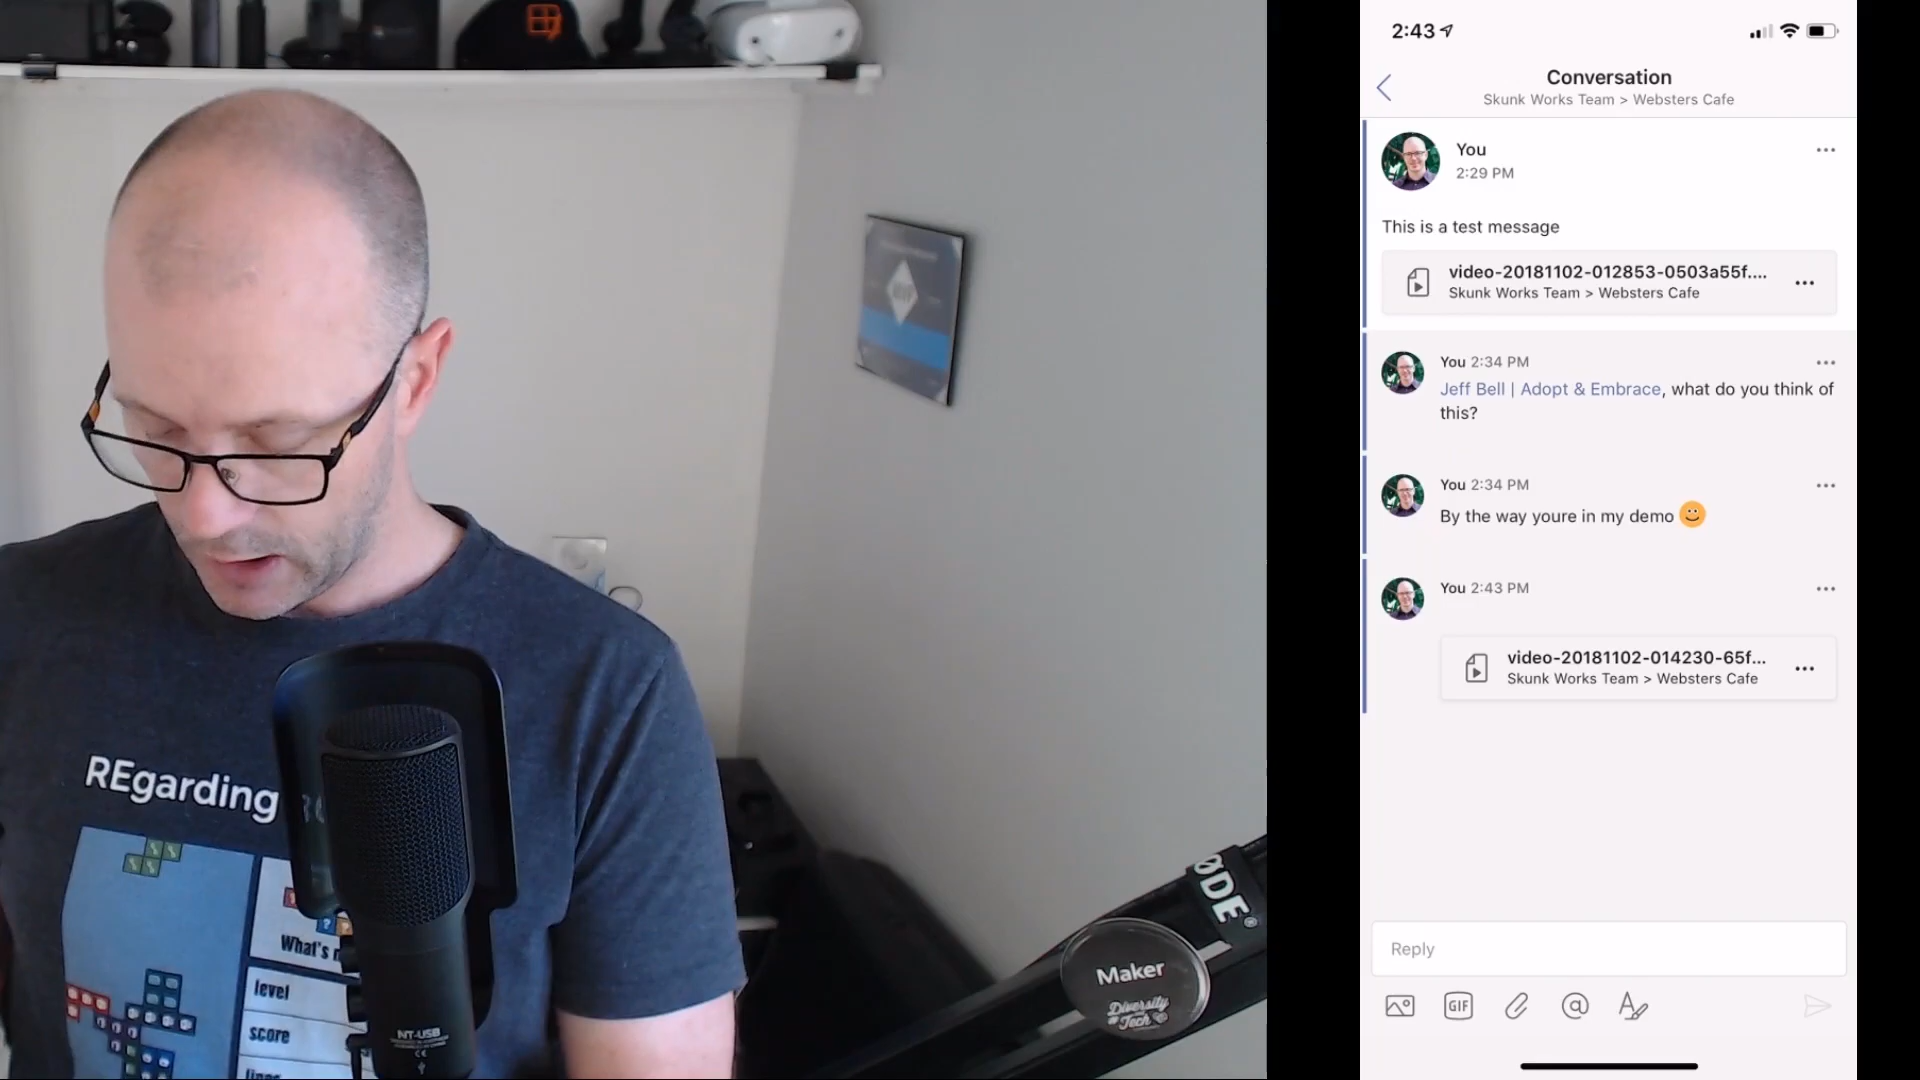 REgarding
What's
level
score
NT-USB
RØDE®
Maker
Diversity
Tech
2:43
Conversation
Skunk Works Team > Websters Cafe
You
2:29 PM
This is a test message
video-20181102-012853-0503a55f....
Skunk Works Team > Websters Cafe
You 2:34 PM
Jeff Bell | Adopt & Embrace, what do you think of
this?
You 2:34 PM
By the way youre in my demo
You 2:43 PM
video-20181102-014230-65f...
Skunk Works Team > Websters Cafe
Reply
GIF